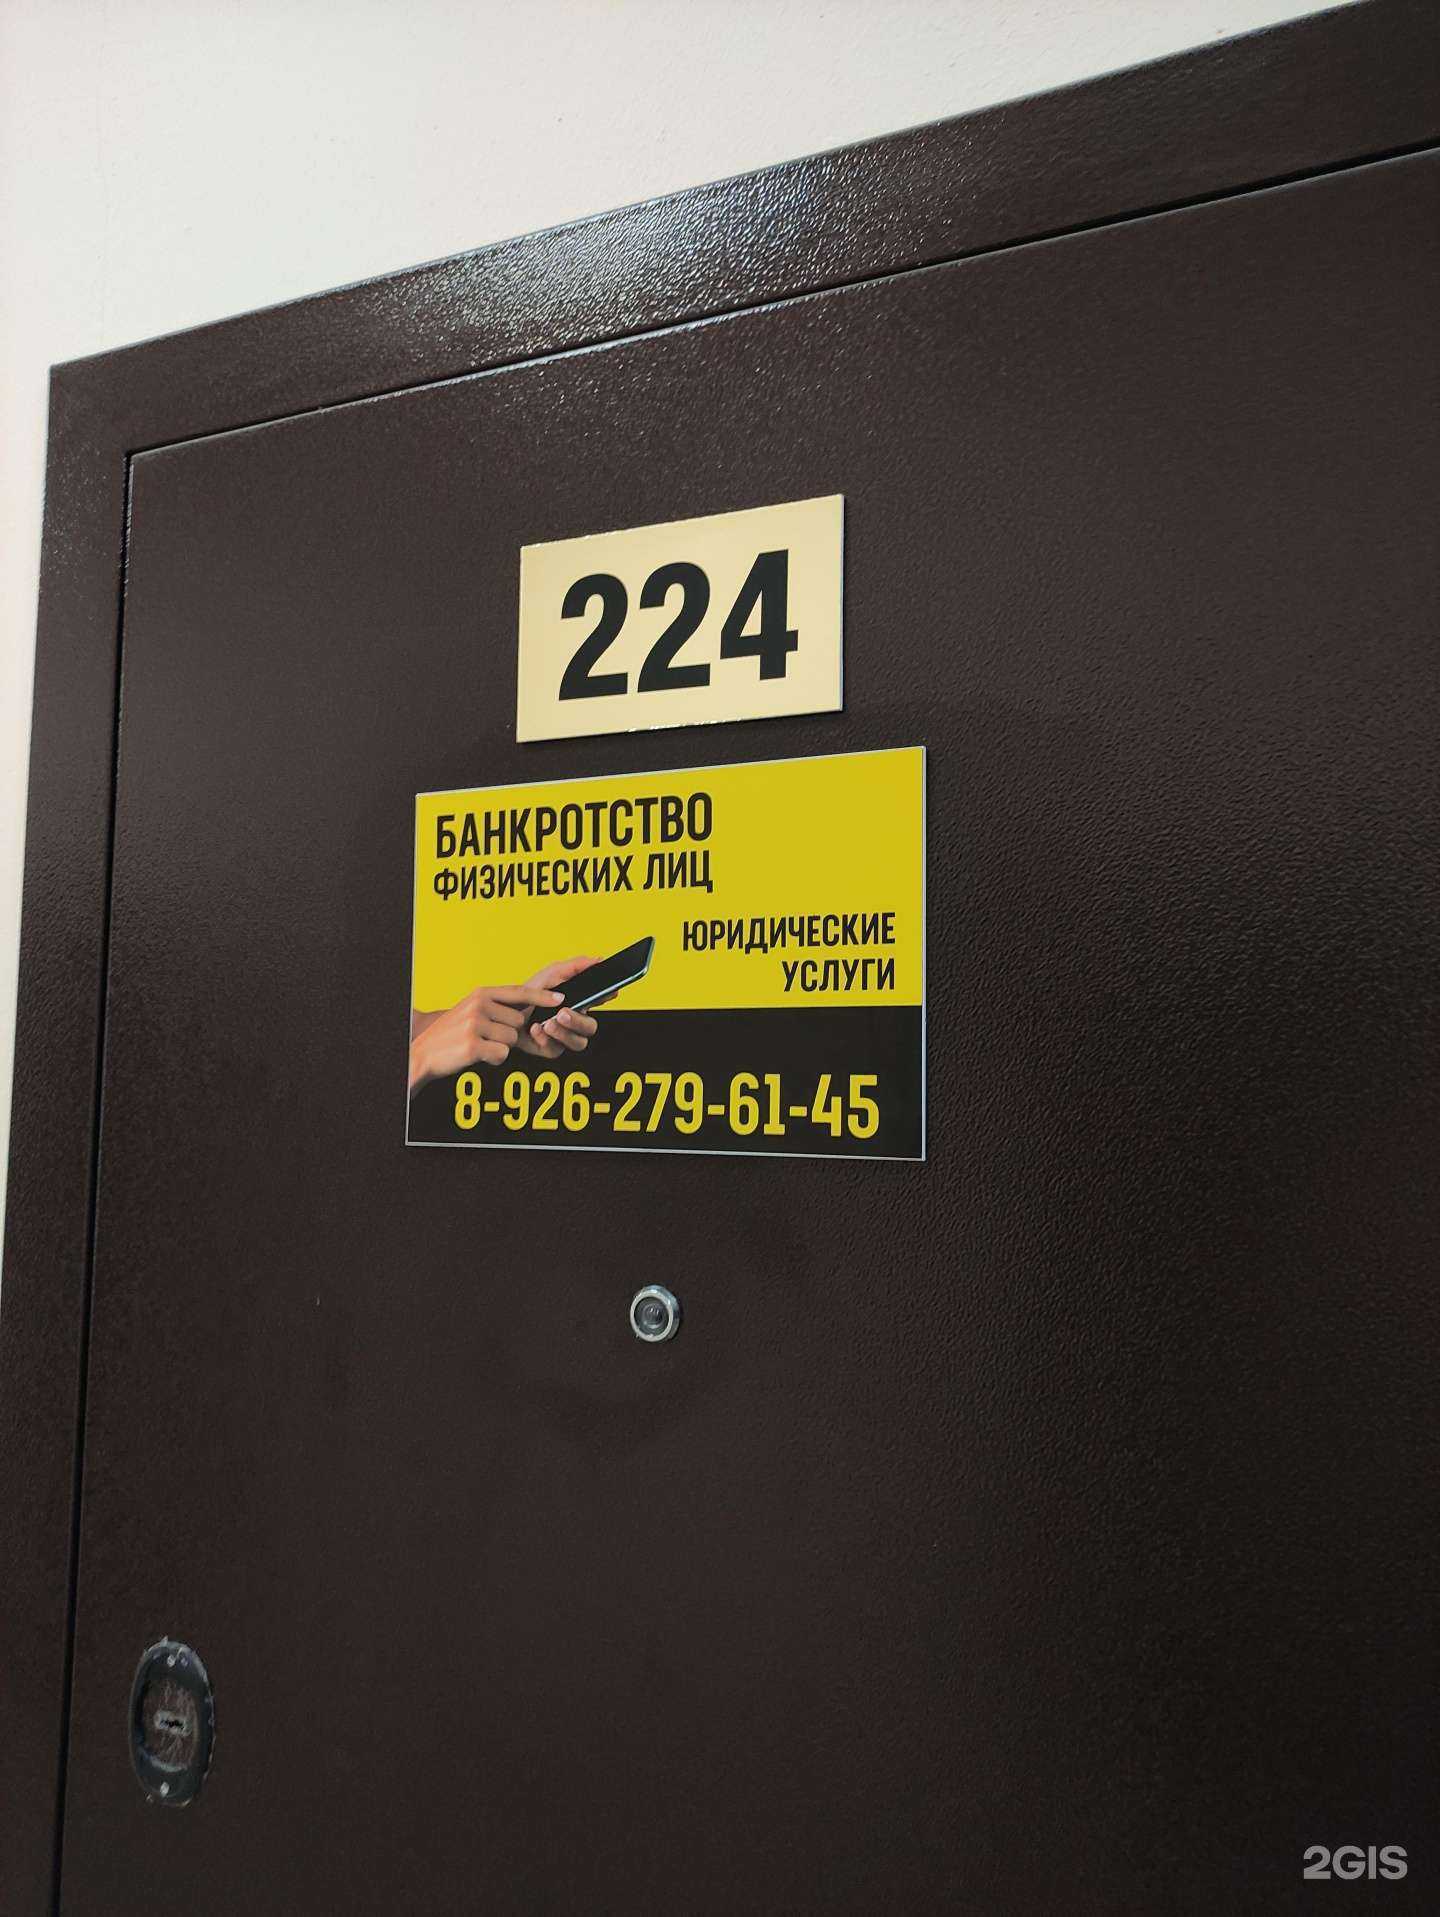 224
БАНКРОТСТВО
ФИЗИЧЕСКИХ ЛИЦ
ЮРИДИЧЕСКИЕ
УСЛУГИ
8-926-279-61-45
2GIS